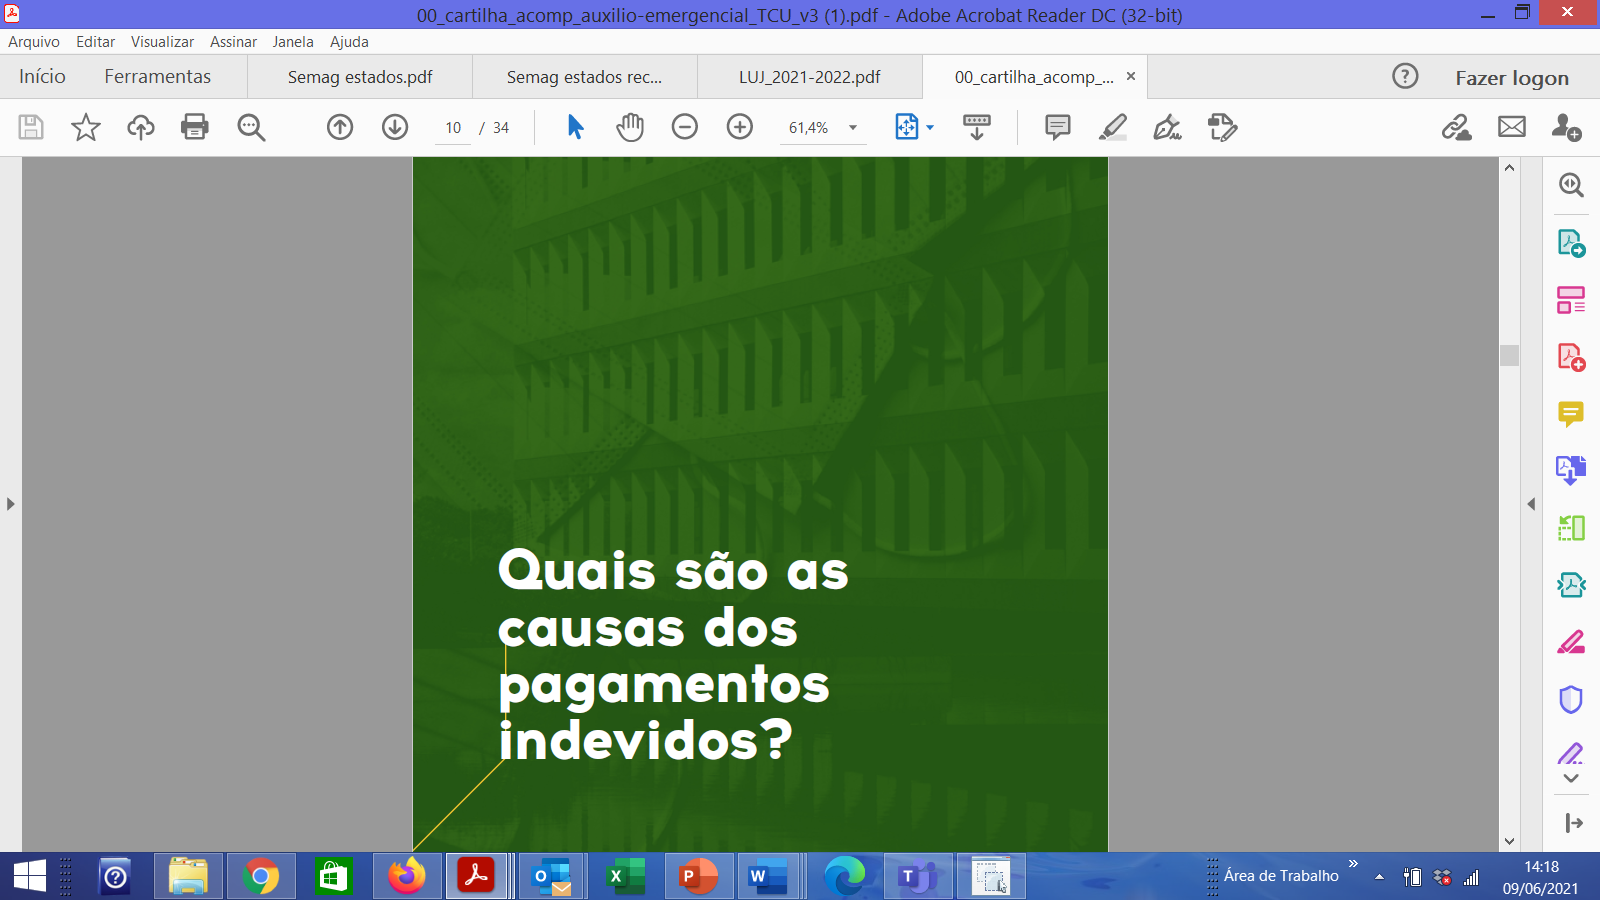 00_cartilha_acomp_auxilio-emergencial_TCU_v3 (1).pdf - Adobe Acrobat Reader DC (32-bit)
Arquivo Editar Visualizar Assinar Janela Ajuda
Início Ferramentas Semag estados.pdf Semag estados rec... LUJ_2021-2022.pdf 00_cartilha_acomp_... × ? Fazer logon
10 / 34 61,4%
Quais são as
causas dos
pagamentos
indevidos?
Área de Trabalho » 14:18
09/06/2021